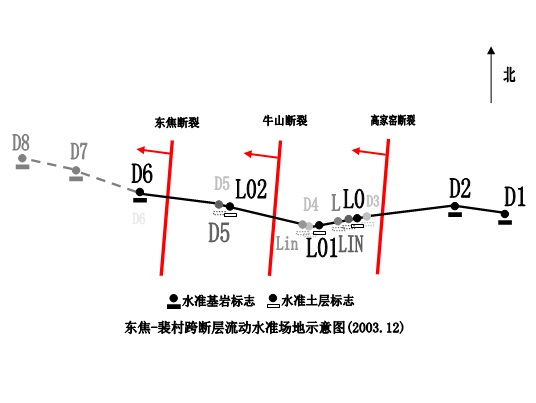 北
东焦断裂
牛山断裂
高家窑断裂
D8
D7
D6
D6
D5
L02
D5
D4
Lin
L01
L
L0
D3
LIN
D2
D1
水准基岩标志
水准土层标志
东焦-裴村跨断层流动水准场地示意图(2003.12)